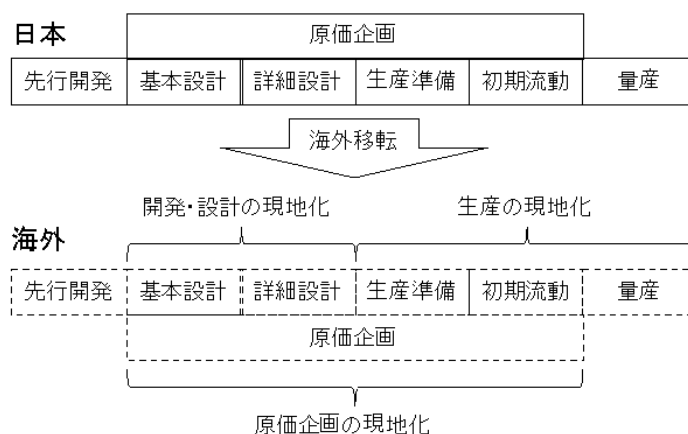 日本
原価企画
先行開発 基本設計 詳細設計 生産準備 初期流動 量産
海外移転
開発・設計の現地化 生産の現地化
海外
先行開発 基本設計 詳細設計 生産準備 初期流動 量産
原価企画
原価企画の現地化